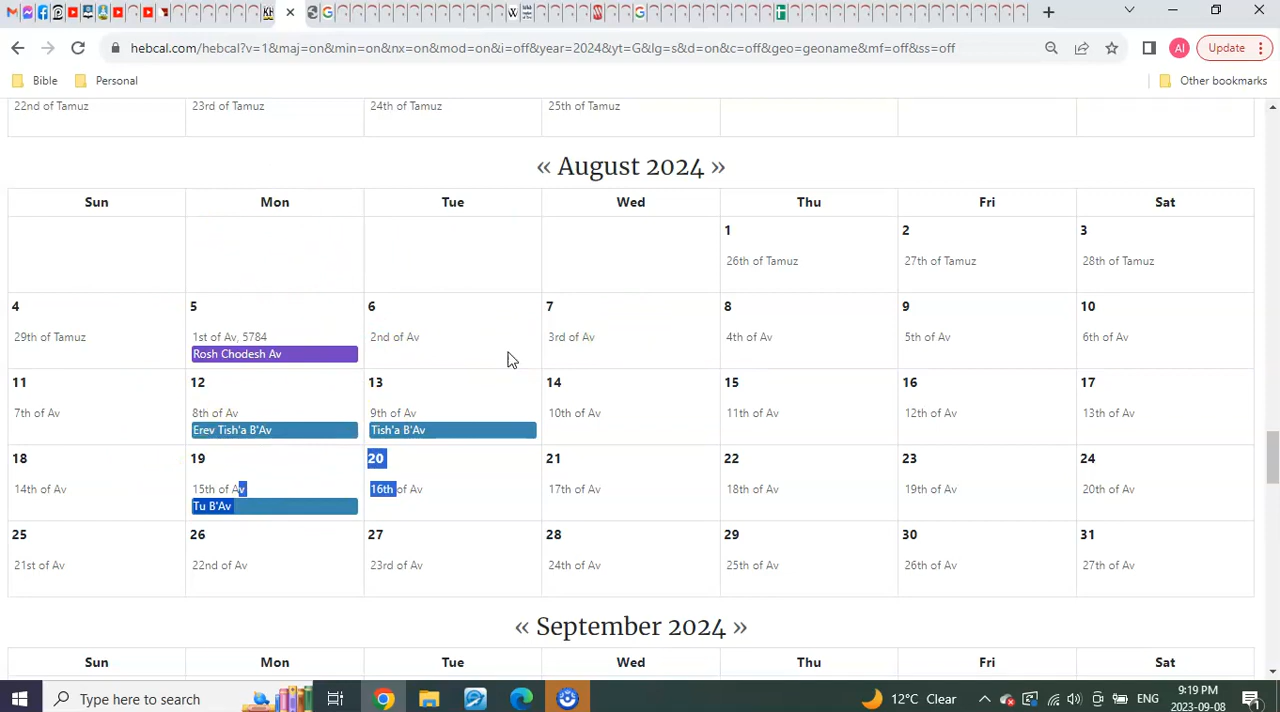 hebcal.com/hebcal?v=1&maj=on&min=on&nx=on&mod=on&i=off&year=2024&yt=G&lg=s&d=on&c=off&geo=geoname&mf=off&ss=off
AI
Update
Bible
Personal
Other bookmarks
22nd of Tamuz 23rd of Tamuz 24th of Tamuz 25th of Tamuz
« August 2024 »
Sun Mon Tue Wed Thu Fri Sat
1 2 3
26th of Tamuz 27th of Tamuz 28th of Tamuz
4 5 6 7 8 9 10
29th of Tamuz 1st of Av, 5784 2nd of Av 3rd of Av 4th of Av 5th of Av 6th of Av
Rosh Chodesh Av
11 12 13 14 15 16 17
7th of Av 8th of Av 9th of Av 10th of Av 11th of Av 12th of Av 13th of Av
Erev Tish'a B'Av Tish'a B'Av
18 19 20 21 22 23 24
14th of Av 15th of Av 16th of Av 17th of Av 18th of Av 19th of Av 20th of Av
Tu B'Av
25 26 27 28 29 30 31
21st of Av 22nd of Av 23rd of Av 24th of Av 25th of Av 26th of Av 27th of Av
« September 2024 »
Sun Mon Tue Wed Thu Fri Sat
Type here to search
12°C Clear
ENG
9:19 PM
2023-09-08